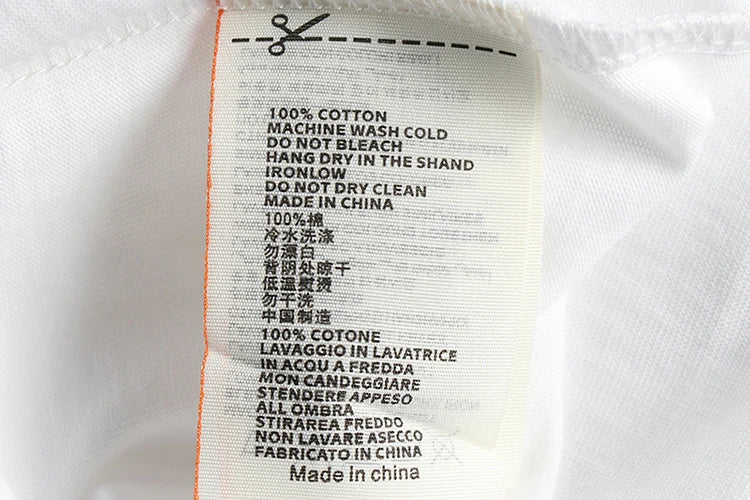 100% COTTON
MACHINE WASH COLD
DO NOT BLEACH
HANG DRY IN THE SHAND
IRONLOW
DO NOT DRY CLEAN
MADE IN CHINA
100%棉
冷水洗涤
勿漂白
背阴处晾干
低温熨烫
勿干洗
中国制造
100% COTONE
LAVAGGIO IN LAVATRICE
IN ACQU A FREDDA
MON CANDEGGIARE
STENDERE APPESO
ALL OMBRA
STIRAREA FREDDO
NON LAVARE ASECCO
FABRICATO IN CHINA
Made in china